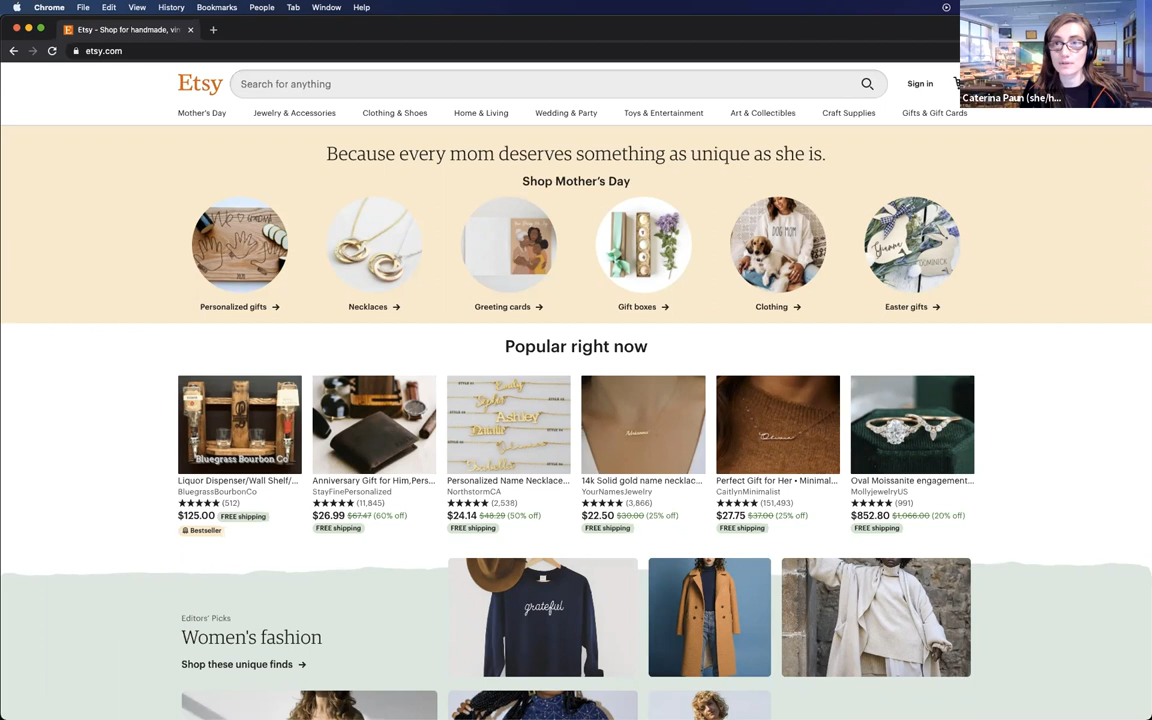 Chrome File Edit View History Bookmarks People Tab Window Help
Etsy - Shop for handmade, vin
etsy.com
Caterina Paun (she/h...
Etsy
Search for anything
Sign in
Mother's Day Jewelry & Accessories Clothing & Shoes Home & Living Wedding & Party Toys & Entertainment Art & Collectibles Craft Supplies Gifts & Gift Cards
Because every mom deserves something as unique as she is.
Shop Mother's Day
DOG MOM
DOMINICK
Personalized gifts → Necklaces → Greeting cards → Gift boxes → Clothing → Easter gifts →
Popular right now
Bluegrass Bourbon Co
Ashley
Liquor Dispenser/Wall Shelf/...
BluegrassBourbonCo
★★★★★ (512)
$125.00 FREE shipping
Bestseller
Anniversary Gift for Him,Pers...
StayFinePersonalized
★★★★★ (11,845)
$26.99 $67.47 (60% off)
FREE shipping
Personalized Name Necklace...
NorthstormCA
★★★★★ (2,538)
$24.14 $48.29 (50% off)
FREE shipping
14k Solid gold name necklac...
YourNamesJewelry
★★★★★ (3,866)
$22.50 $30.00 (25% off)
FREE shipping
Perfect Gift for Her • Minimal...
CaitlynMinimalist
★★★★★ (151,493)
$27.75 $37.00 (25% off)
FREE shipping
Oval Moissanite engagement...
MollyjewelryUS
★★★★★ (991)
$852.80 $1,066.00 (20% off)
FREE shipping
grateful
Editors' Picks
Women's fashion
Shop these unique finds →